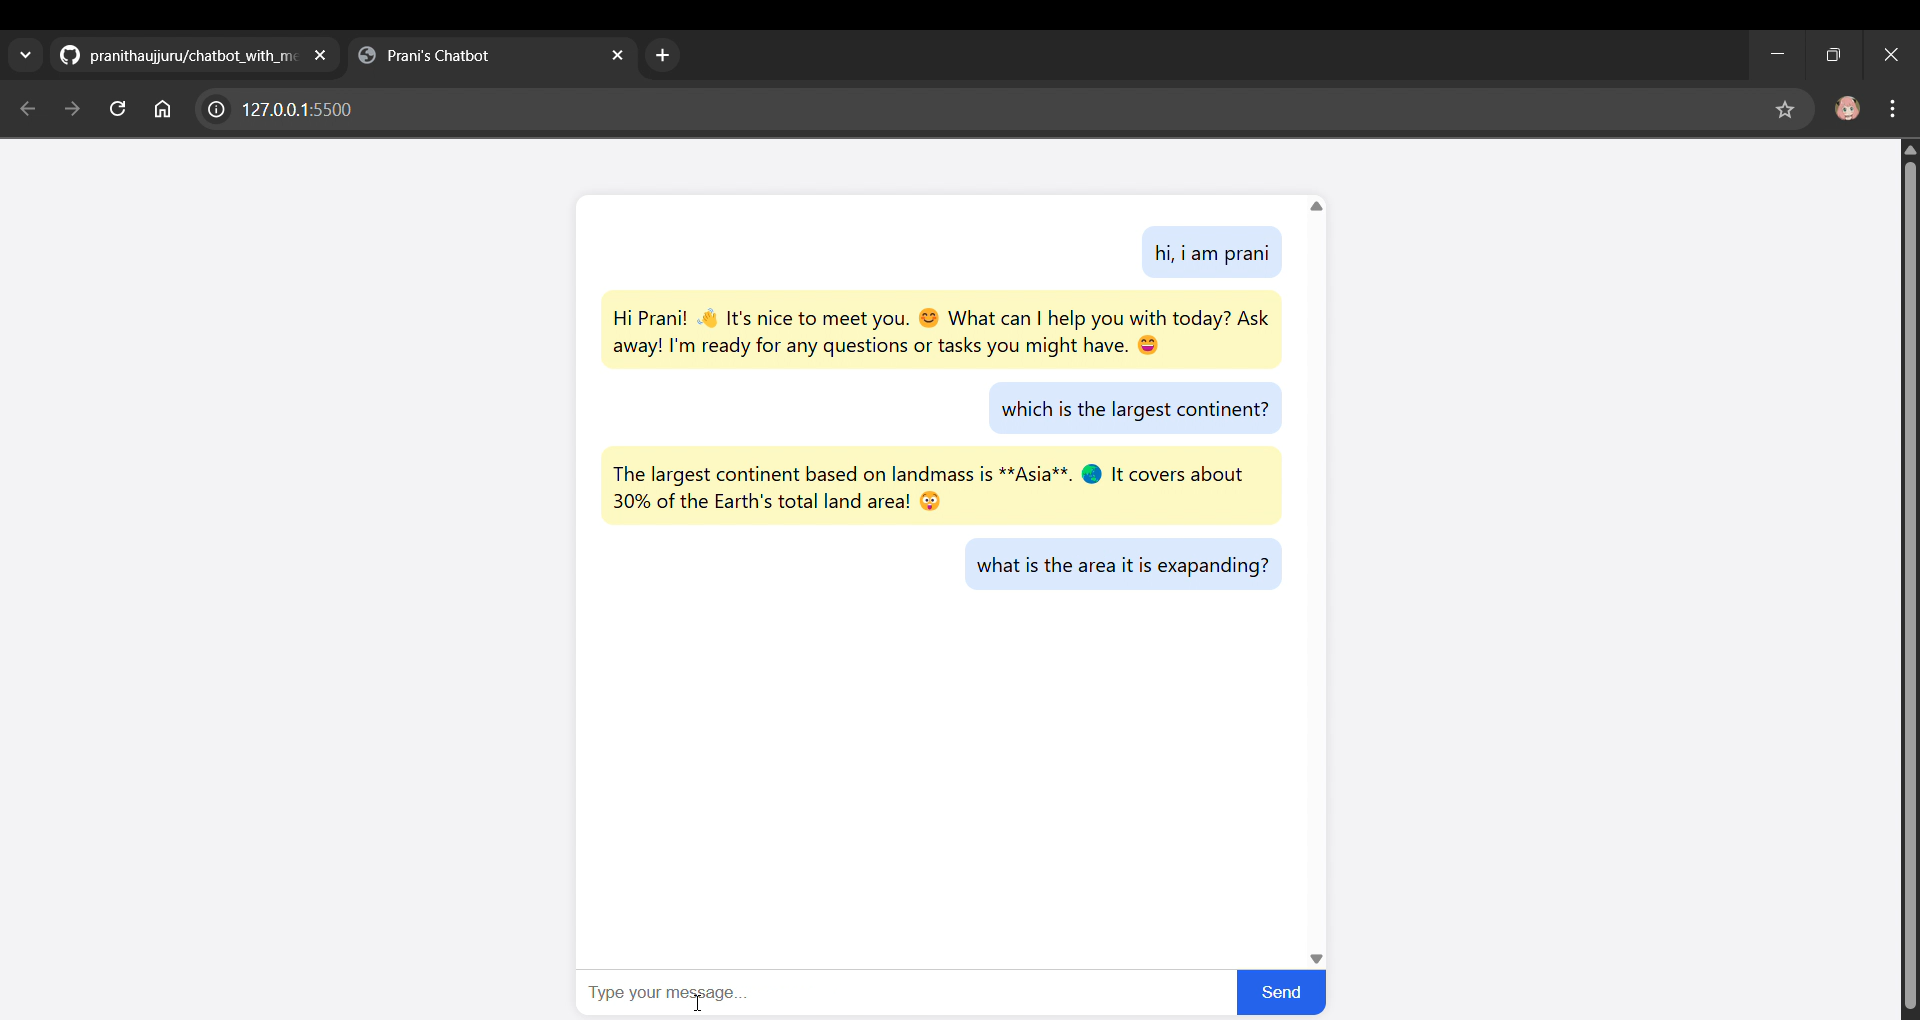 pranithaujjuru/chatbot_with_me
Prani's Chatbot
127.0.0.1:5500
hi, i am prani
Hi Prani! 👋 It's nice to meet you. 😊 What can I help you with today? Ask
away! I'm ready for any questions or tasks you might have. 😄
which is the largest continent?
The largest continent based on landmass is **Asia**. 🌏 It covers about
30% of the Earth's total land area! 😳
what is the area it is exapanding?
Type your message...
Send